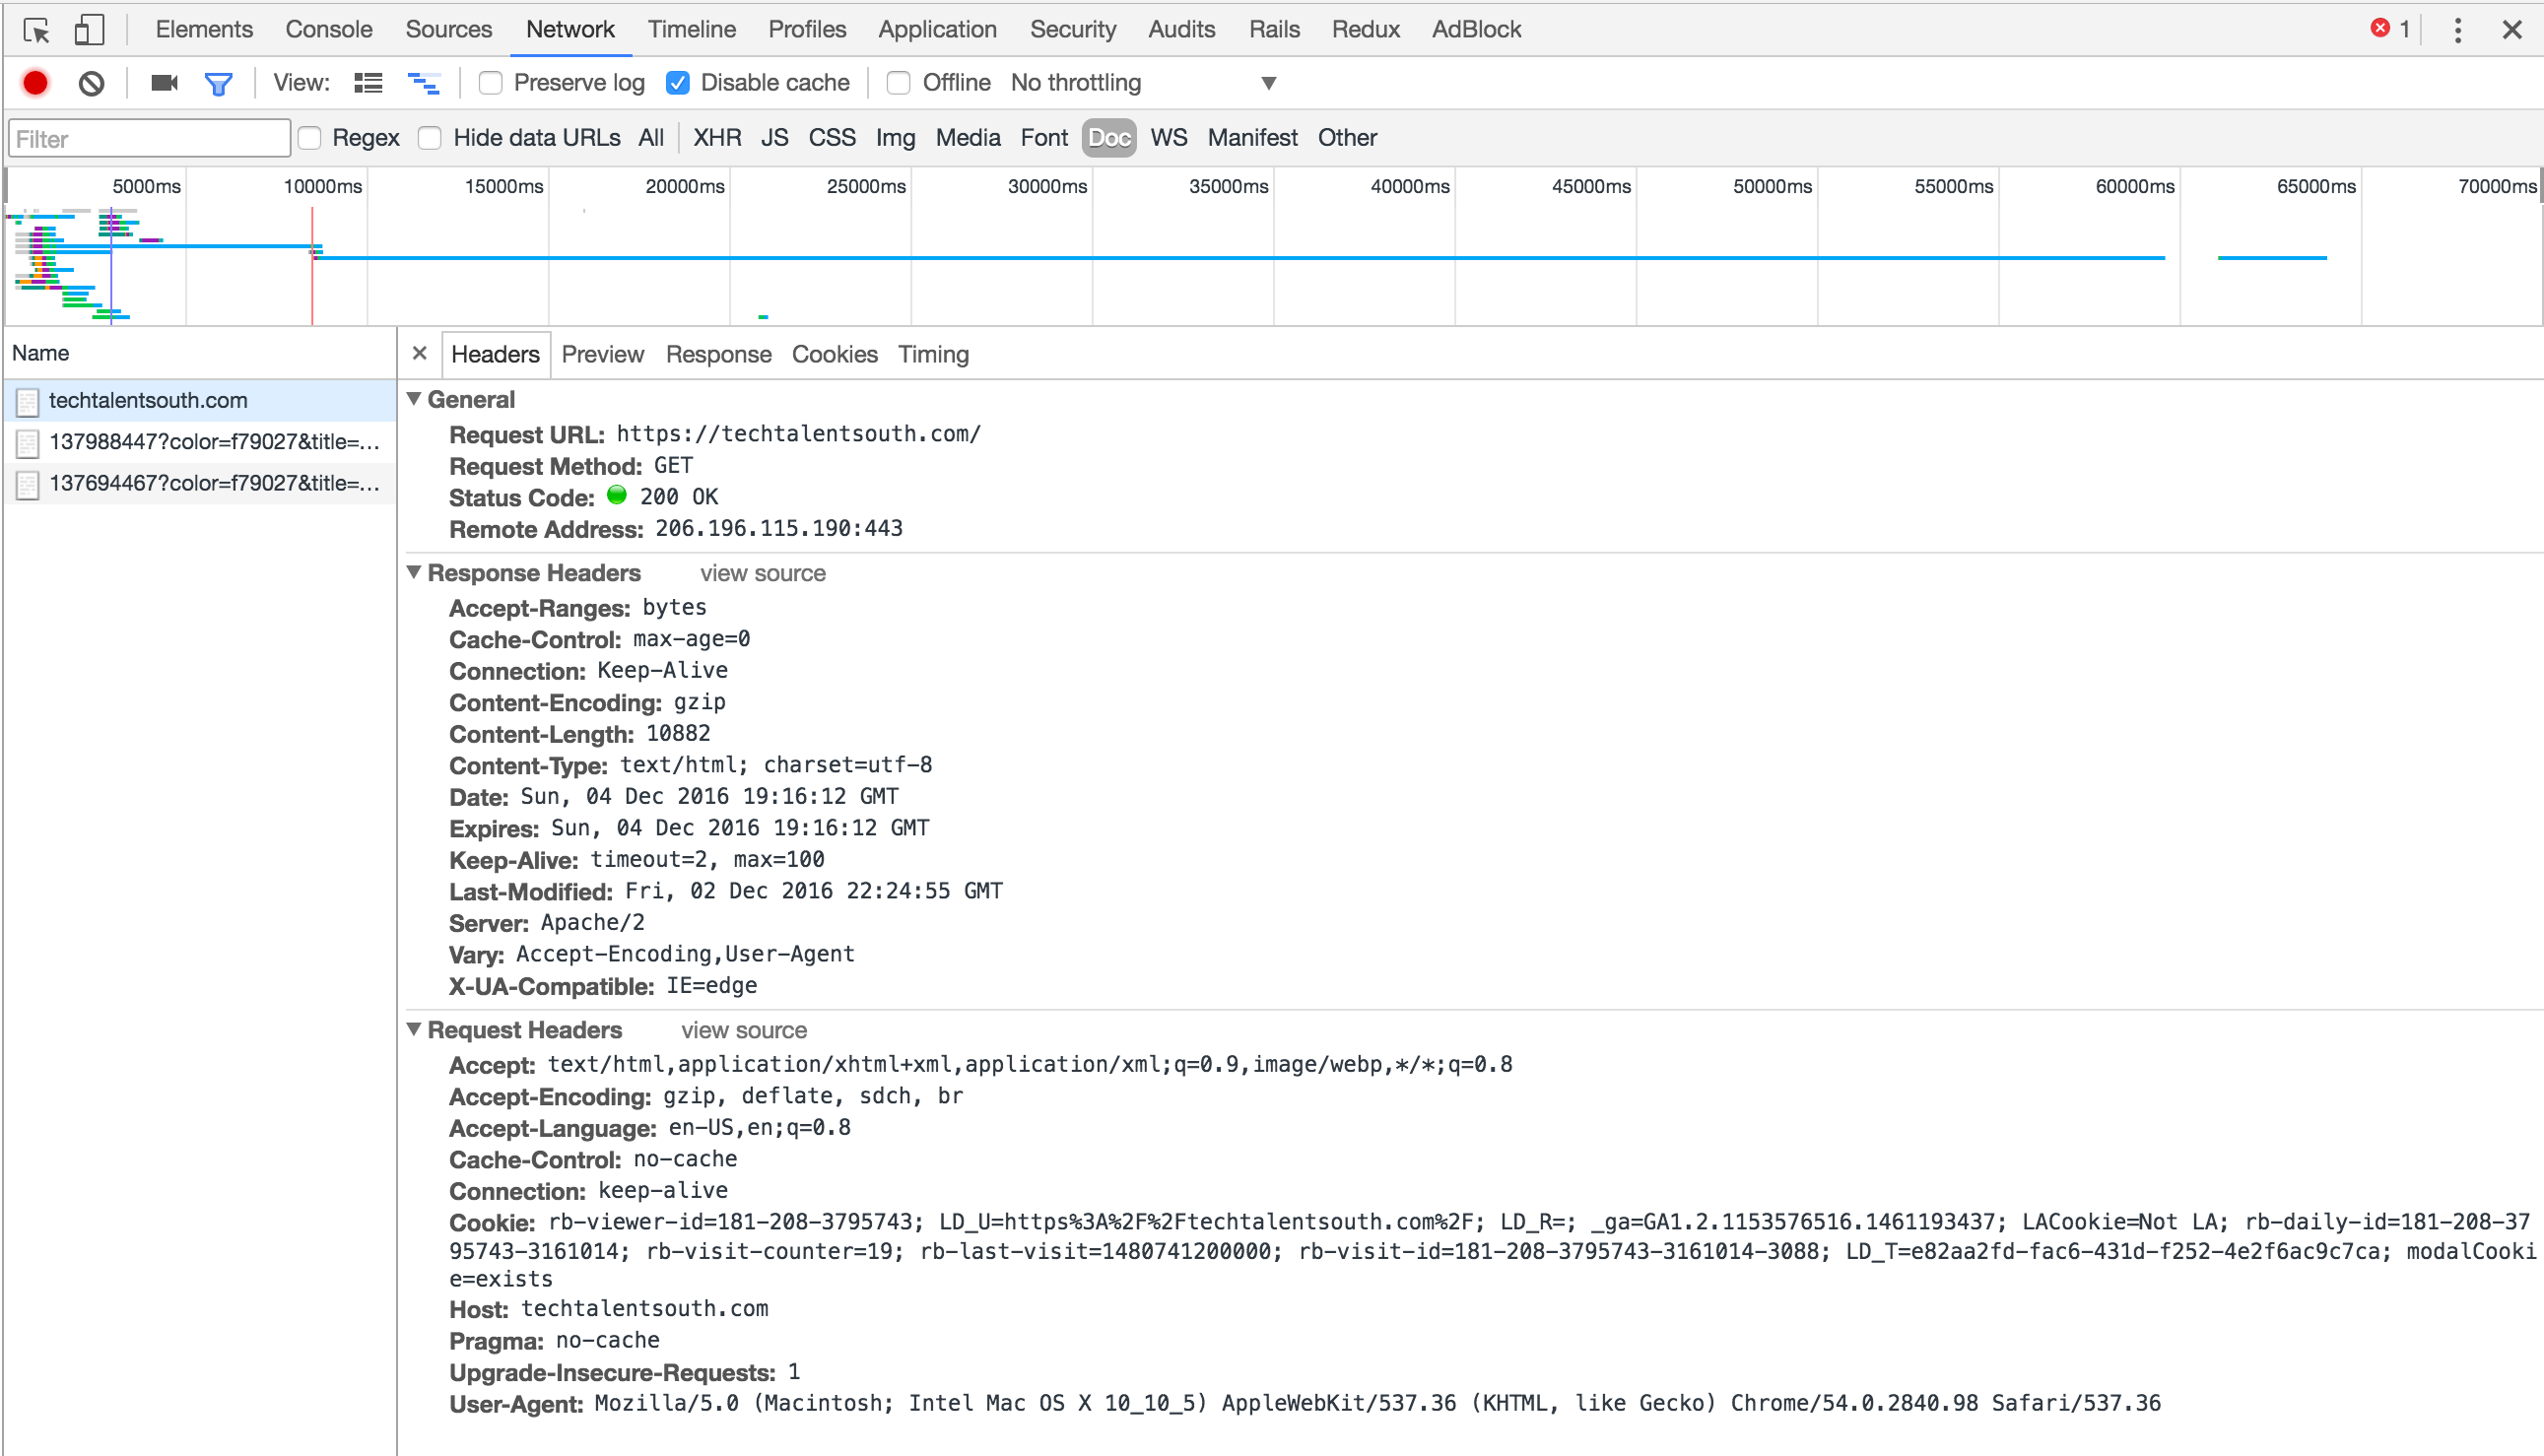 Elements Console Sources Network Timeline Profiles Application Security Audits Rails Redux AdBlock 1
View: Preserve log Disable cache Offline No throttling
Filter Regex Hide data URLs All XHR JS CSS Img Media Font Doc WS Manifest Other
5000ms 10000ms 15000ms 20000ms 25000ms 30000ms 35000ms 40000ms 45000ms 50000ms 55000ms 60000ms 65000ms 70000ms
Name
techtalentsouth.com
137988447?color=f79027&title=...
137694467?color=f79027&title=...
Headers Preview Response Cookies Timing
General
Request URL: https://techtalentsouth.com/
Request Method: GET
Status Code: 200 OK
Remote Address: 206.196.115.190:443
Response Headers view source
Accept-Ranges: bytes
Cache-Control: max-age=0
Connection: Keep-Alive
Content-Encoding: gzip
Content-Length: 10882
Content-Type: text/html; charset=utf-8
Date: Sun, 04 Dec 2016 19:16:12 GMT
Expires: Sun, 04 Dec 2016 19:16:12 GMT
Keep-Alive: timeout=2, max=100
Last-Modified: Fri, 02 Dec 2016 22:24:55 GMT
Server: Apache/2
Vary: Accept-Encoding,User-Agent
X-UA-Compatible: IE=edge
Request Headers view source
Accept: text/html,application/xhtml+xml,application/xml;q=0.9,image/webp,*/*;q=0.8
Accept-Encoding: gzip, deflate, sdch, br
Accept-Language: en-US,en;q=0.8
Cache-Control: no-cache
Connection: keep-alive
Cookie: rb-viewer-id=181-208-3795743; LD_U=https%3A%2F%2Ftechtalentsouth.com%2F; LD_R=; _ga=GA1.2.1153576516.1461193437; LACookie=Not LA; rb-daily-id=181-208-37
95743-3161014; rb-visit-counter=19; rb-last-visit=1480741200000; rb-visit-id=181-208-3795743-3161014-3088; LD_T=e82aa2fd-fac6-431d-f252-4e2f6ac9c7ca; modalCooki
e=exists
Host: techtalentsouth.com
Pragma: no-cache
Upgrade-Insecure-Requests: 1
User-Agent: Mozilla/5.0 (Macintosh; Intel Mac OS X 10_10_5) AppleWebKit/537.36 (KHTML, like Gecko) Chrome/54.0.2840.98 Safari/537.36